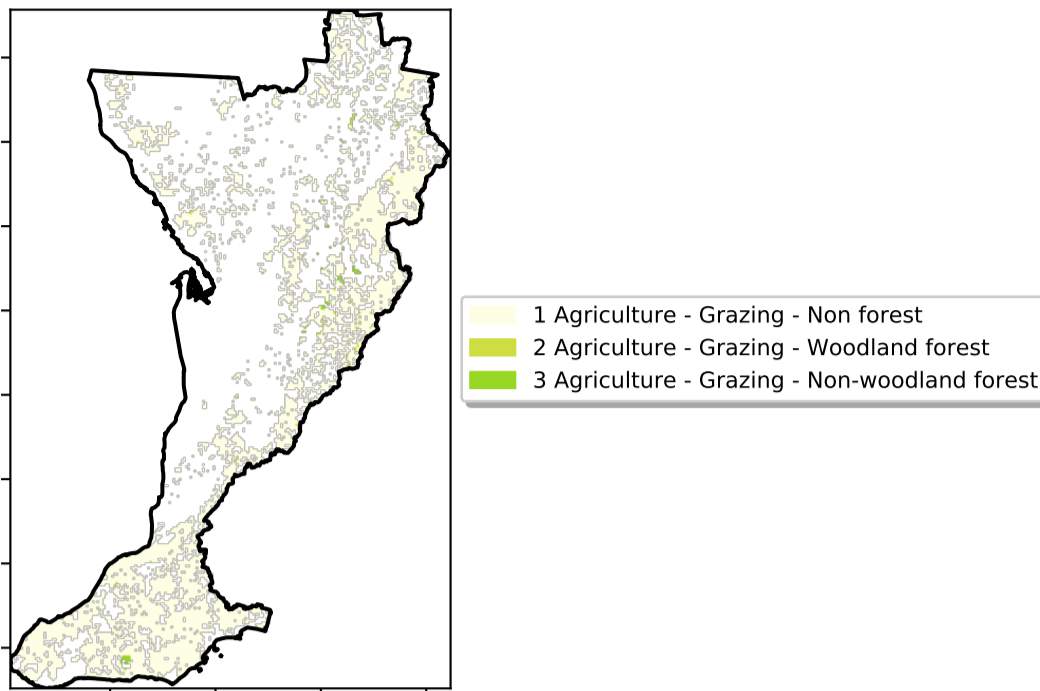 1 Agriculture - Grazing - Non forest
2 Agriculture - Grazing - Woodland forest
3 Agriculture - Grazing - Non-woodland forest